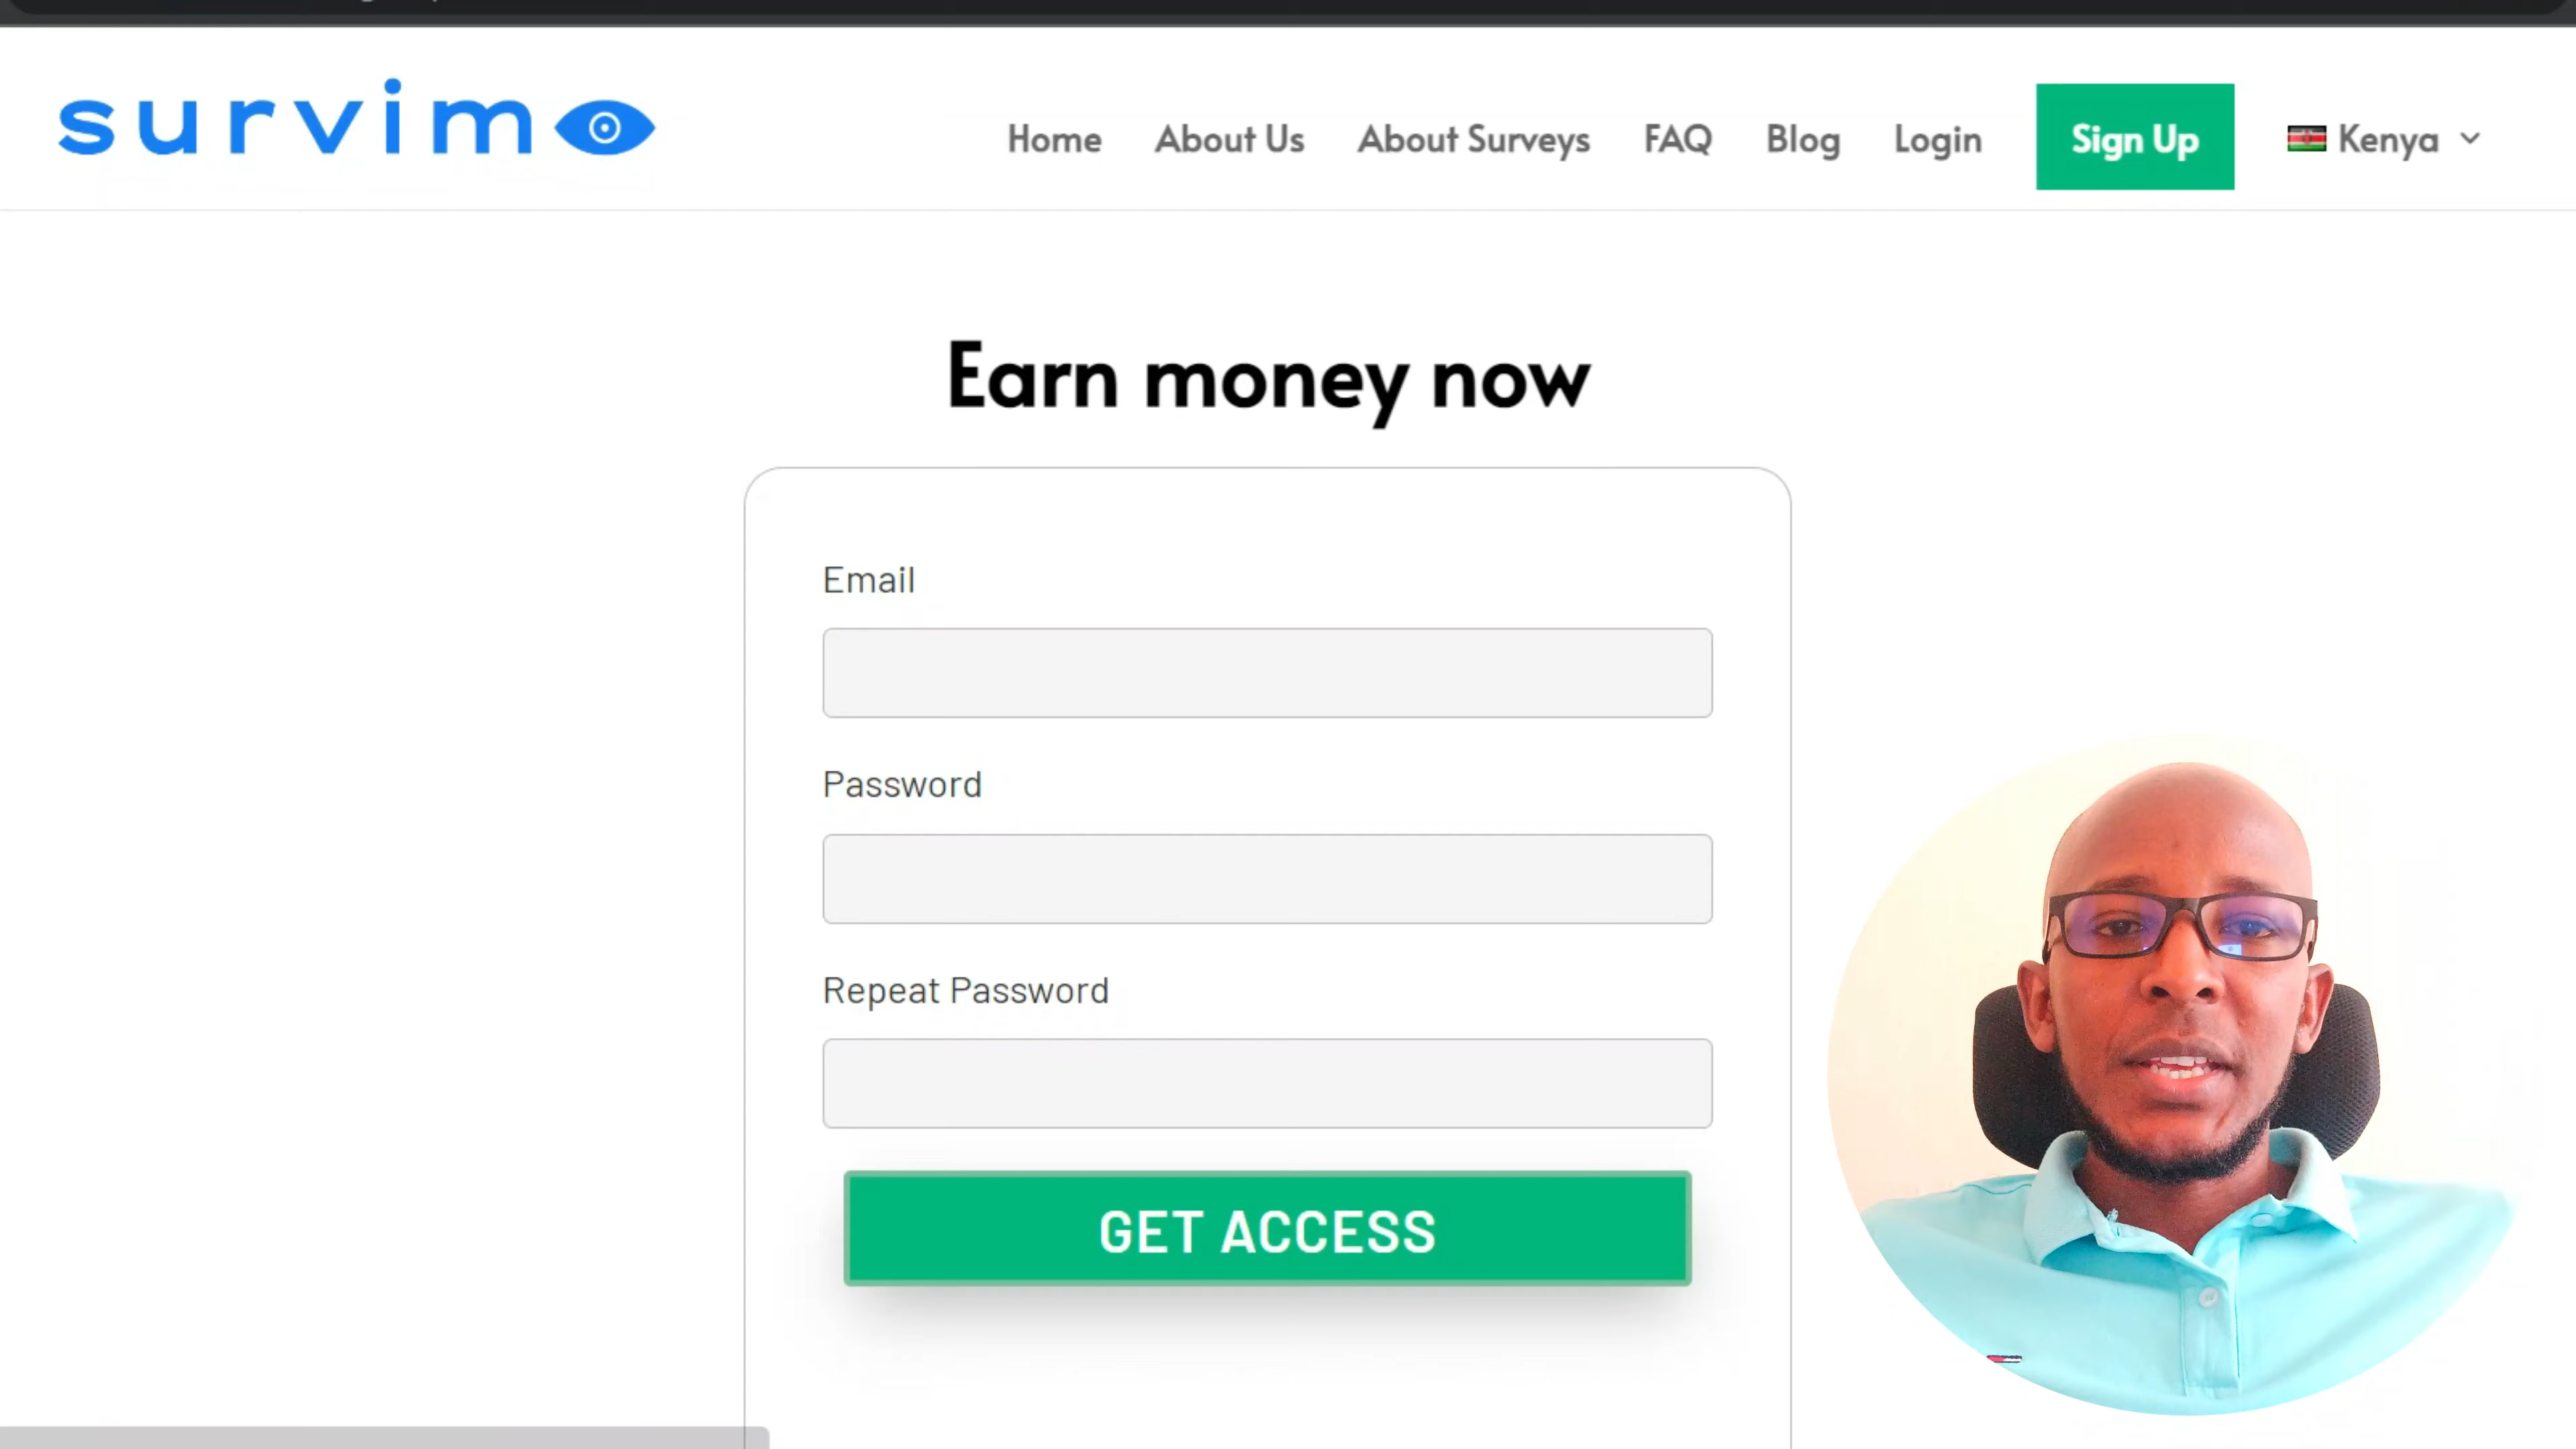 survimo
Home About Us About Surveys FAQ Blog Login Sign Up Kenya
Earn money now
Email
Password
Repeat Password
GET ACCESS